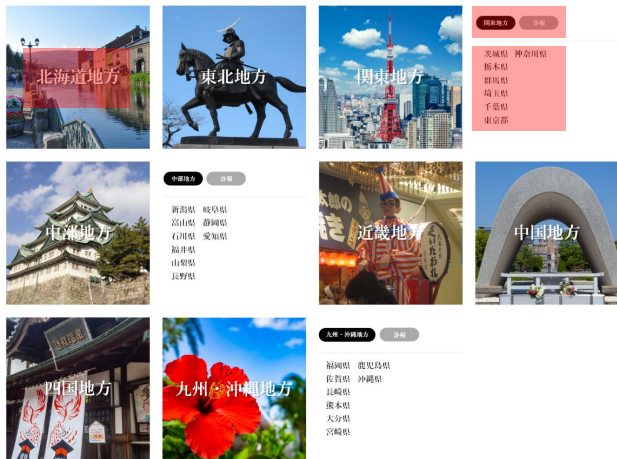 北海道地方
東北地方
関東地方
関東地方 訃報
茨城県 神奈川県
栃木県
群馬県
埼玉県
千葉県
東京都
中部地方
中部地方 訃報
新潟県 岐阜県
富山県 静岡県
石川県 愛知県
福井県
山梨県
長野県
近畿地方
中国地方
四国地方
九州・沖縄地方
九州・沖縄地方 訃報
福岡県 鹿児島県
佐賀県 沖縄県
長崎県
熊本県
大分県
宮崎県